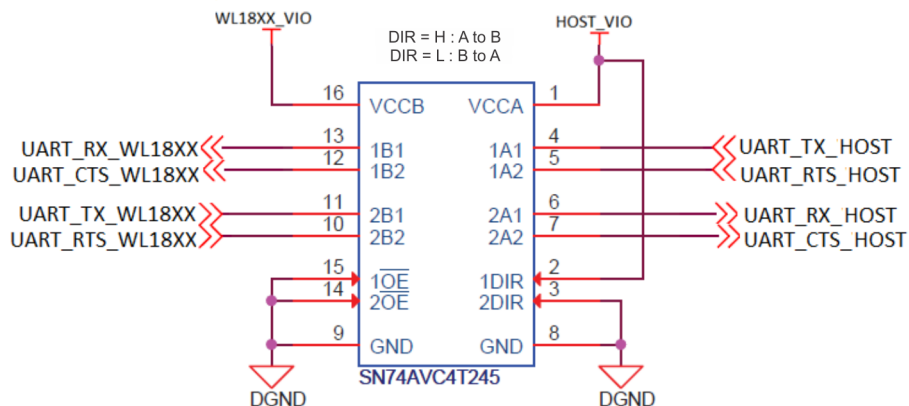 WL18XX_VIO
HOST_VIO
DIR = H : A to B
DIR = L : B to A
16 VCCB VCCA 1
UART_RX_WL18XX 13 1B1 1A1 4 UART_TX_HOST
UART_CTS_WL18XX 12 1B2 1A2 5 UART_RTS_HOST
UART_TX_WL18XX 11 2B1 2A1 6 UART_RX_HOST
UART_RTS_WL18XX 10 2B2 2A2 7 UART_CTS_HOST
15 1OE 1DIR 2
14 2OE 2DIR 3
9 GND GND 8
SN74AVC4T245
DGND DGND